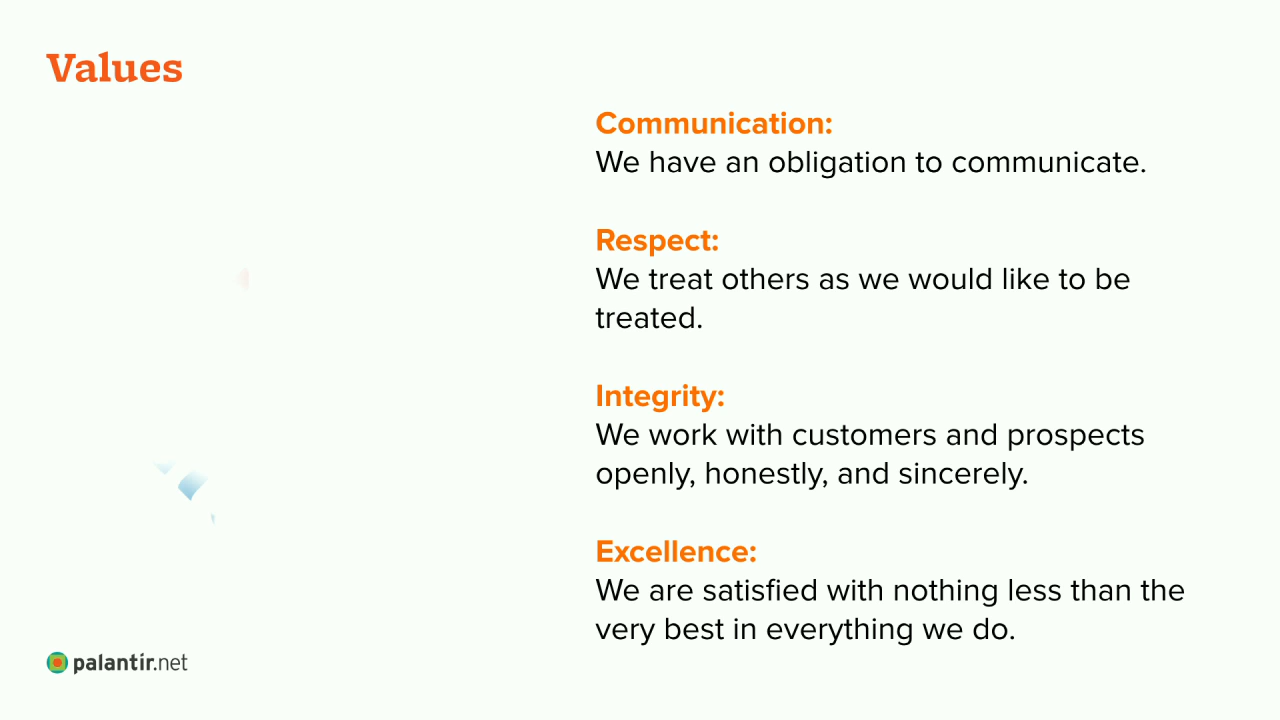 Values
Communication:
We have an obligation to communicate.
Respect:
We treat others as we would like to be
treated.
Integrity:
We work with customers and prospects
openly, honestly, and sincerely.
Excellence:
We are satisfied with nothing less than the
very best in everything we do.
palantir.net